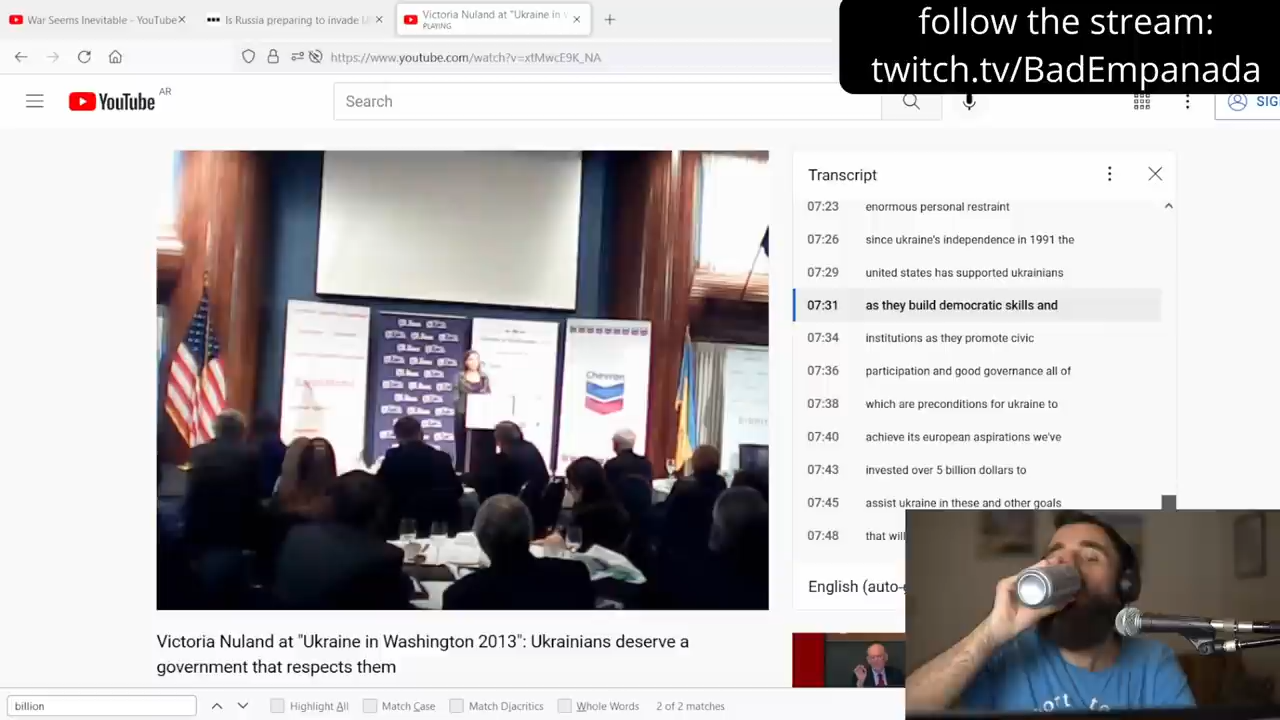 War Seems Inevitable - YouTube
Is Russia preparing to invade U
Victoria Nuland at "Ukraine in
PLAYING
follow the stream:
twitch.tv/BadEmpanada
https://www.youtube.com/watch?v=xtMwcE9K_NA
YouTube
AR
Search
SIG
Transcript
07:23 enormous personal restraint
07:26 since ukraine's independence in 1991 the
07:29 united states has supported ukrainians
07:31 as they build democratic skills and
07:34 institutions as they promote civic
07:36 participation and good governance all of
07:38 which are preconditions for ukraine to
07:40 achieve its european aspirations we've
07:43 invested over 5 billion dollars to
07:45 assist ukraine in these and other goals
07:48 that will
English (auto-g
Chevron
Victoria Nuland at "Ukraine in Washington 2013": Ukrainians deserve a
government that respects them
billion
Highlight All
Match Case
Match Diacritics
Whole Words
2 of 2 matches